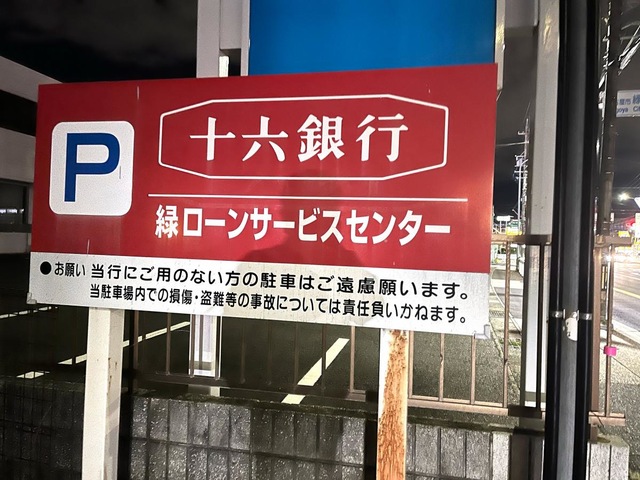 P
十六銀行
緑ローンサービスセンター
●お願い 当行にご用のない方の駐車はご遠慮願います。
当駐車場内での損傷・盗難等の事故については責任負いかねます。